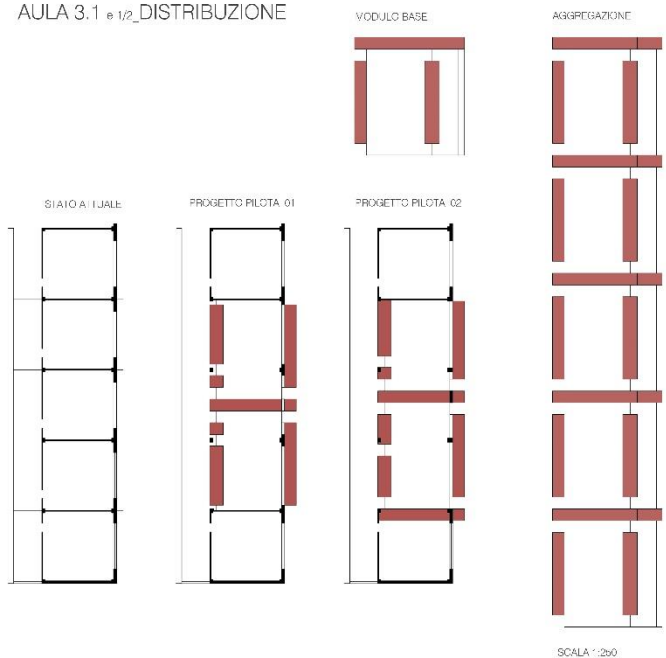 AULA 3.1 e 1/2_DISTRIBUZIONE
MODULO BASE
AGGREGAZIONE
STATO ATTUALE
PROGETTO PILOTA 01
PROGETTO PILOTA 02
SCALA 1:250